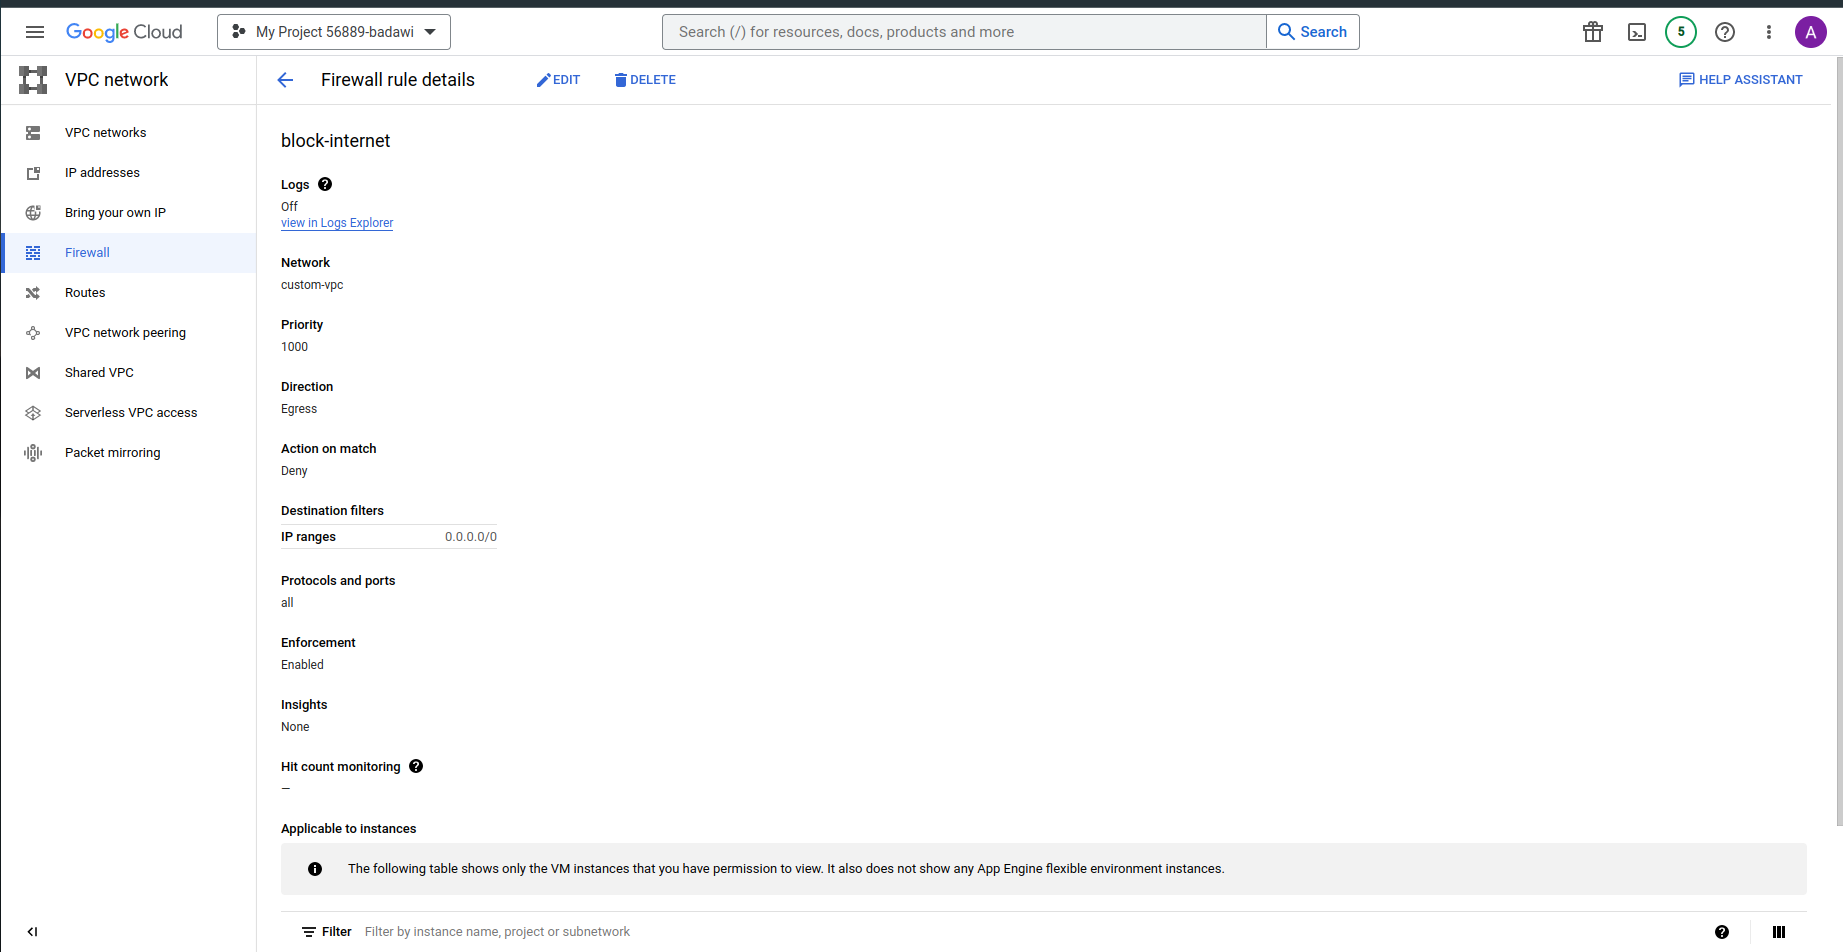 Google Cloud
My Project 56889-badawi
Search (/) for resources, docs, products and more
Search
5
A
VPC network
Firewall rule details
EDIT
DELETE
HELP ASSISTANT
VPC networks
IP addresses
Bring your own IP
Firewall
Routes
VPC network peering
Shared VPC
Serverless VPC access
Packet mirroring
block-internet
Logs
Off
view in Logs Explorer
Network
custom-vpc
Priority
1000
Direction
Egress
Action on match
Deny
Destination filters
IP ranges 0.0.0.0/0
Protocols and ports
all
Enforcement
Enabled
Insights
None
Hit count monitoring
—
Applicable to instances
The following table shows only the VM instances that you have permission to view. It also does not show any App Engine flexible environment instances.
Filter Filter by instance name, project or subnetwork